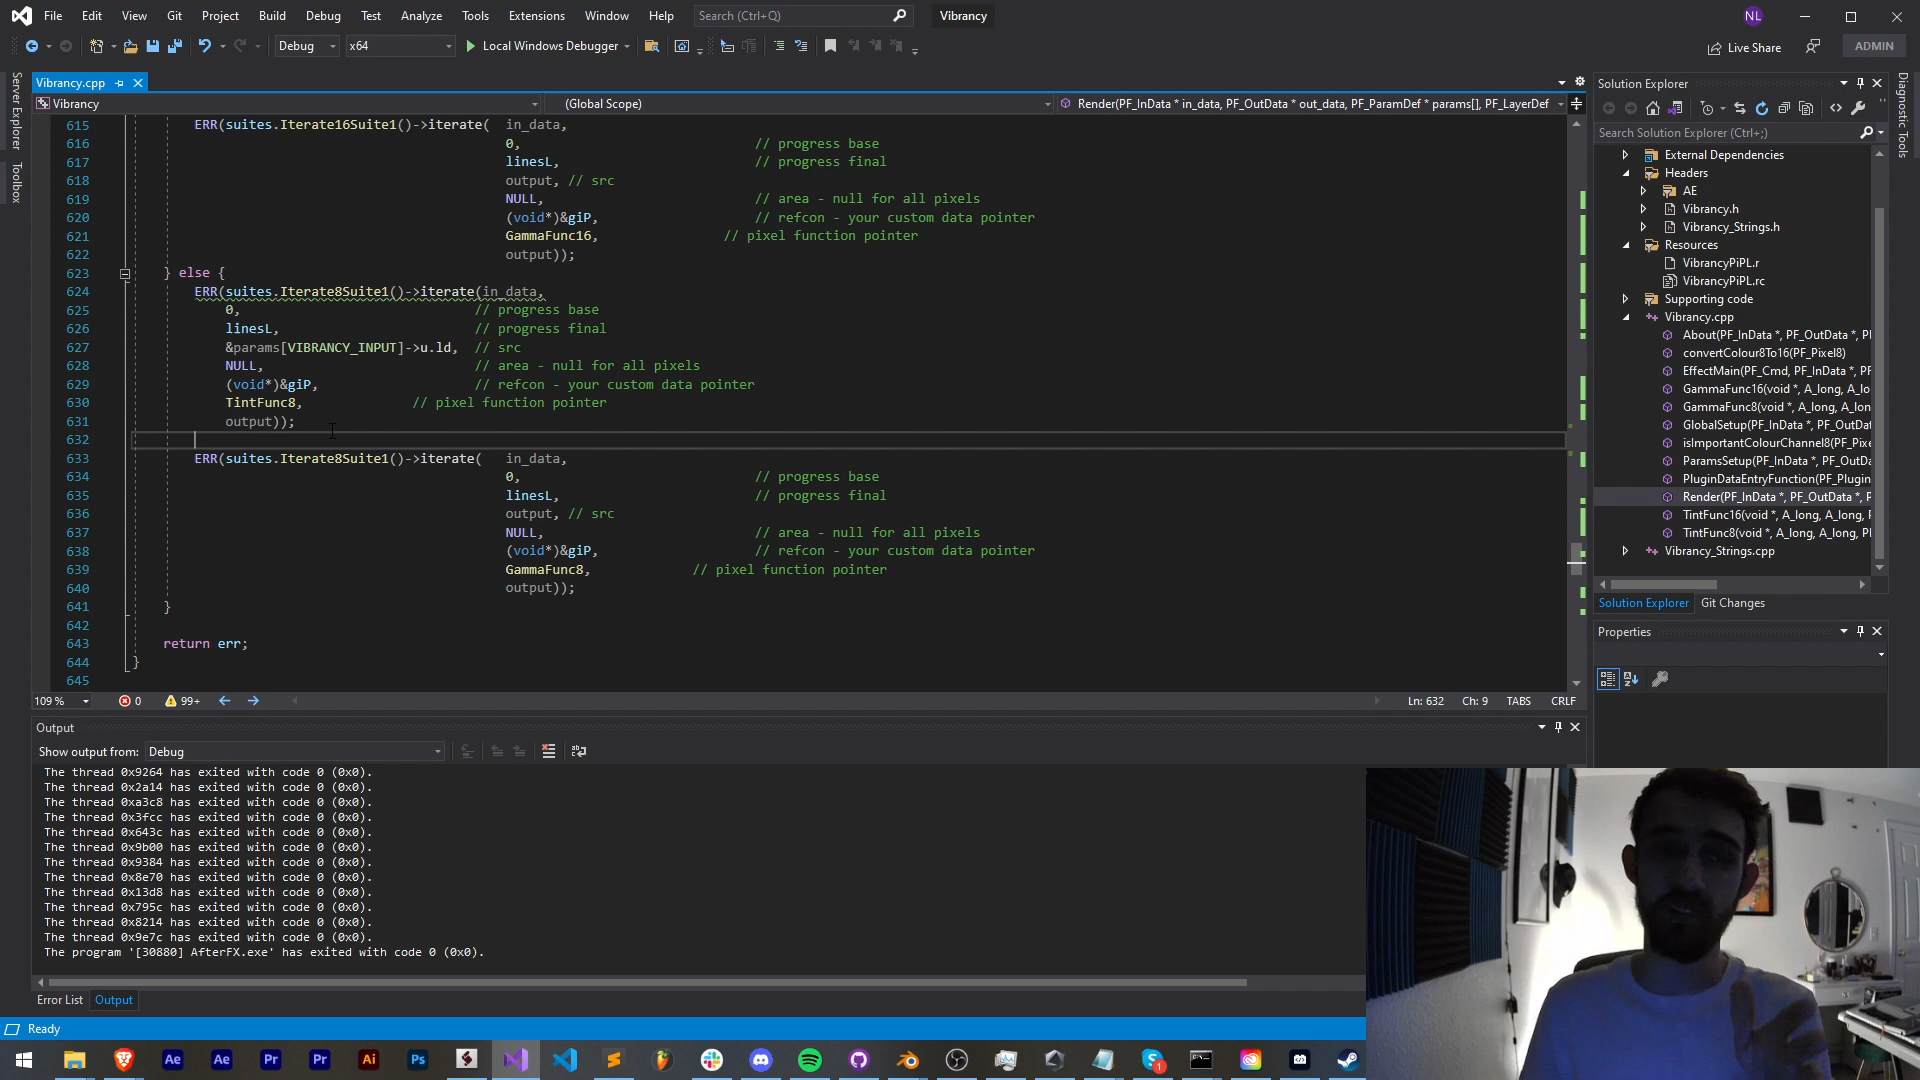 File Edit View Git Project Build Debug Test Analyze Tools Extensions Window Help Search (Ctrl+Q) Vibrancy NL
Debug x64 Local Windows Debugger Live Share ADMIN
Server Explorer
Toolbox
Vibrancy.cpp
Vibrancy (Global Scope) Render(PF_InData * in_data, PF_OutData * out_data, PF_ParamDef * params[], PF_LayerDef
615 ERR(suites.Iterate16Suite1()->iterate( in_data,
616 0, // progress base
617 linesL, // progress final
618 output, // src
619 NULL, // area - null for all pixels
620 (void*)&giP, // refcon - your custom data pointer
621 GammaFunc16, // pixel function pointer
622 output));
623 } else {
624 ERR(suites.Iterate8Suite1()->iterate(in_data,
625 0, // progress base
626 linesL, // progress final
627 &params[VIBRANCY_INPUT]->u.ld, // src
628 NULL, // area - null for all pixels
629 (void*)&giP, // refcon - your custom data pointer
630 TintFunc8, // pixel function pointer
631 output));
632
633 ERR(suites.Iterate8Suite1()->iterate( in_data,
634 0, // progress base
635 linesL, // progress final
636 output, // src
637 NULL, // area - null for all pixels
638 (void*)&giP, // refcon - your custom data pointer
639 GammaFunc8, // pixel function pointer
640 output));
641 }
642
643 return err;
644 }
645
109 % 0 99+ Ln: 632 Ch: 9 TABS CRLF
Output
Show output from: Debug
The thread 0x9264 has exited with code 0 (0x0).
The thread 0x2a14 has exited with code 0 (0x0).
The thread 0xa3c8 has exited with code 0 (0x0).
The thread 0x3fcc has exited with code 0 (0x0).
The thread 0x643c has exited with code 0 (0x0).
The thread 0x9b00 has exited with code 0 (0x0).
The thread 0x9384 has exited with code 0 (0x0).
The thread 0x8e70 has exited with code 0 (0x0).
The thread 0x13d8 has exited with code 0 (0x0).
The thread 0x795c has exited with code 0 (0x0).
The thread 0x8214 has exited with code 0 (0x0).
The thread 0x9e7c has exited with code 0 (0x0).
The program '[30880] AfterFX.exe' has exited with code 0 (0x0).
Error List Output
Ready
Solution Explorer
Search Solution Explorer (Ctrl+;)
External Dependencies
Headers
AE
Vibrancy.h
Vibrancy_Strings.h
Resources
VibrancyPiPL.r
VibrancyPiPL.rc
Supporting code
Vibrancy.cpp
About(PF_InData *, PF_OutData *, P
convertColour8To16(PF_Pixel8)
EffectMain(PF_Cmd, PF_InData *, PF
GammaFunc16(void *, A_long, A_lo
GammaFunc8(void *, A_long, A_long
GlobalSetup(PF_InData *, PF_OutDat
isImportantColourChannel8(PF_Pixe
ParamsSetup(PF_InData *, PF_OutDa
PluginDataEntryFunction(PF_Plugin
Render(PF_InData *, PF_OutData *, P
TintFunc16(void *, A_long, A_long, P
TintFunc8(void *, A_long, A_long, P
Vibrancy_Strings.cpp
Solution Explorer Git Changes
Properties
Diagnostic Tools
Ae Ae Pr Pr Ai Ps 1